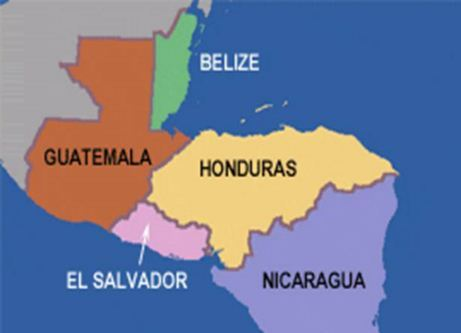 BELIZE
GUATEMALA
HONDURAS
EL SALVADOR
NICARAGUA